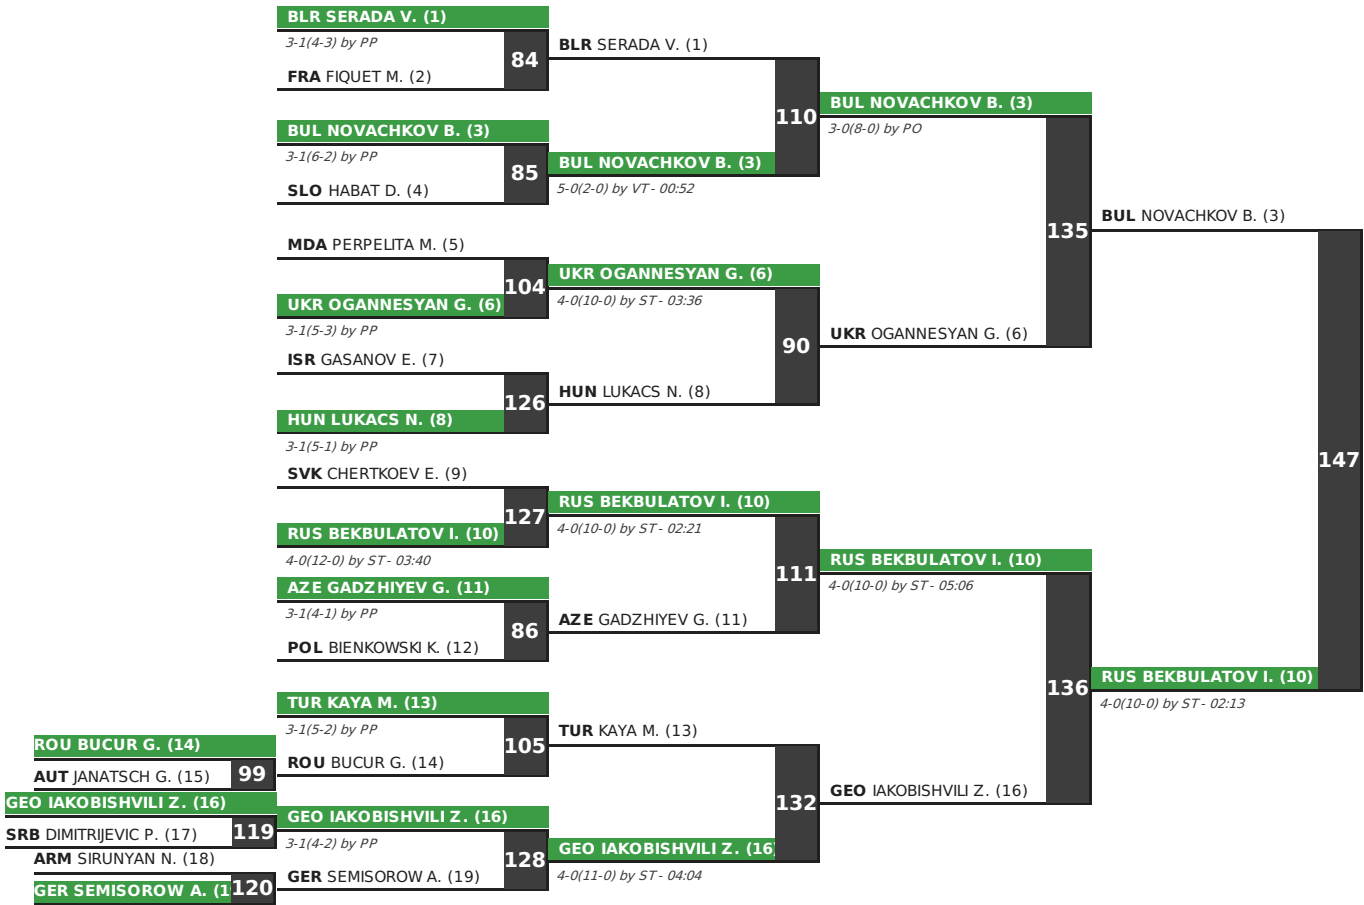 BLR SERADA V. (1)
3-1(4-3) by PP
84
FRA FIQUET M. (2)
BLR SERADA V. (1)
BUL NOVACHKOV B. (3)
3-1(6-2) by PP
85
SLO HABAT D. (4)
110
BUL NOVACHKOV B. (3)
5-0(2-0) by VT - 00:52
BUL NOVACHKOV B. (3)
3-0(8-0) by PO
MDA PERPELITA M. (5)
104
UKR OGANNESYAN G. (6)
3-1(5-3) by PP
UKR OGANNESYAN G. (6)
4-0(10-0) by ST - 03:36
ISR GASANOV E. (7)
126
HUN LUKACS N. (8)
3-1(5-1) by PP
90
HUN LUKACS N. (8)
UKR OGANNESYAN G. (6)
135
BUL NOVACHKOV B. (3)
SVK CHERTKOEV E. (9)
127
RUS BEKBULATOV I. (10)
4-0(12-0) by ST - 03:40
RUS BEKBULATOV I. (10)
4-0(10-0) by ST - 02:21
AZE GADZHIYEV G. (11)
3-1(4-1) by PP
86
POL BIENKOWSKI K. (12)
111
AZE GADZHIYEV G. (11)
RUS BEKBULATOV I. (10)
4-0(10-0) by ST - 05:06
147
TUR KAYA M. (13)
3-1(5-2) by PP
105
ROU BUCUR G. (14)
TUR KAYA M. (13)
136
RUS BEKBULATOV I. (10)
4-0(10-0) by ST - 02:13
ROU BUCUR G. (14)
AUT JANATSCH G. (15)
99
GEO IAKOBISHVILI Z. (16)
SRB DIMITRIJEVIC P. (17)
119
GEO IAKOBISHVILI Z. (16)
3-1(4-2) by PP
128
GER SEMISOROW A. (19)
132
GEO IAKOBISHVILI Z. (16)
GEO IAKOBISHVILI Z. (16
4-0(11-0) by ST - 04:04
ARM SIRUNYAN N. (18)
GER SEMISOROW A. (1
120